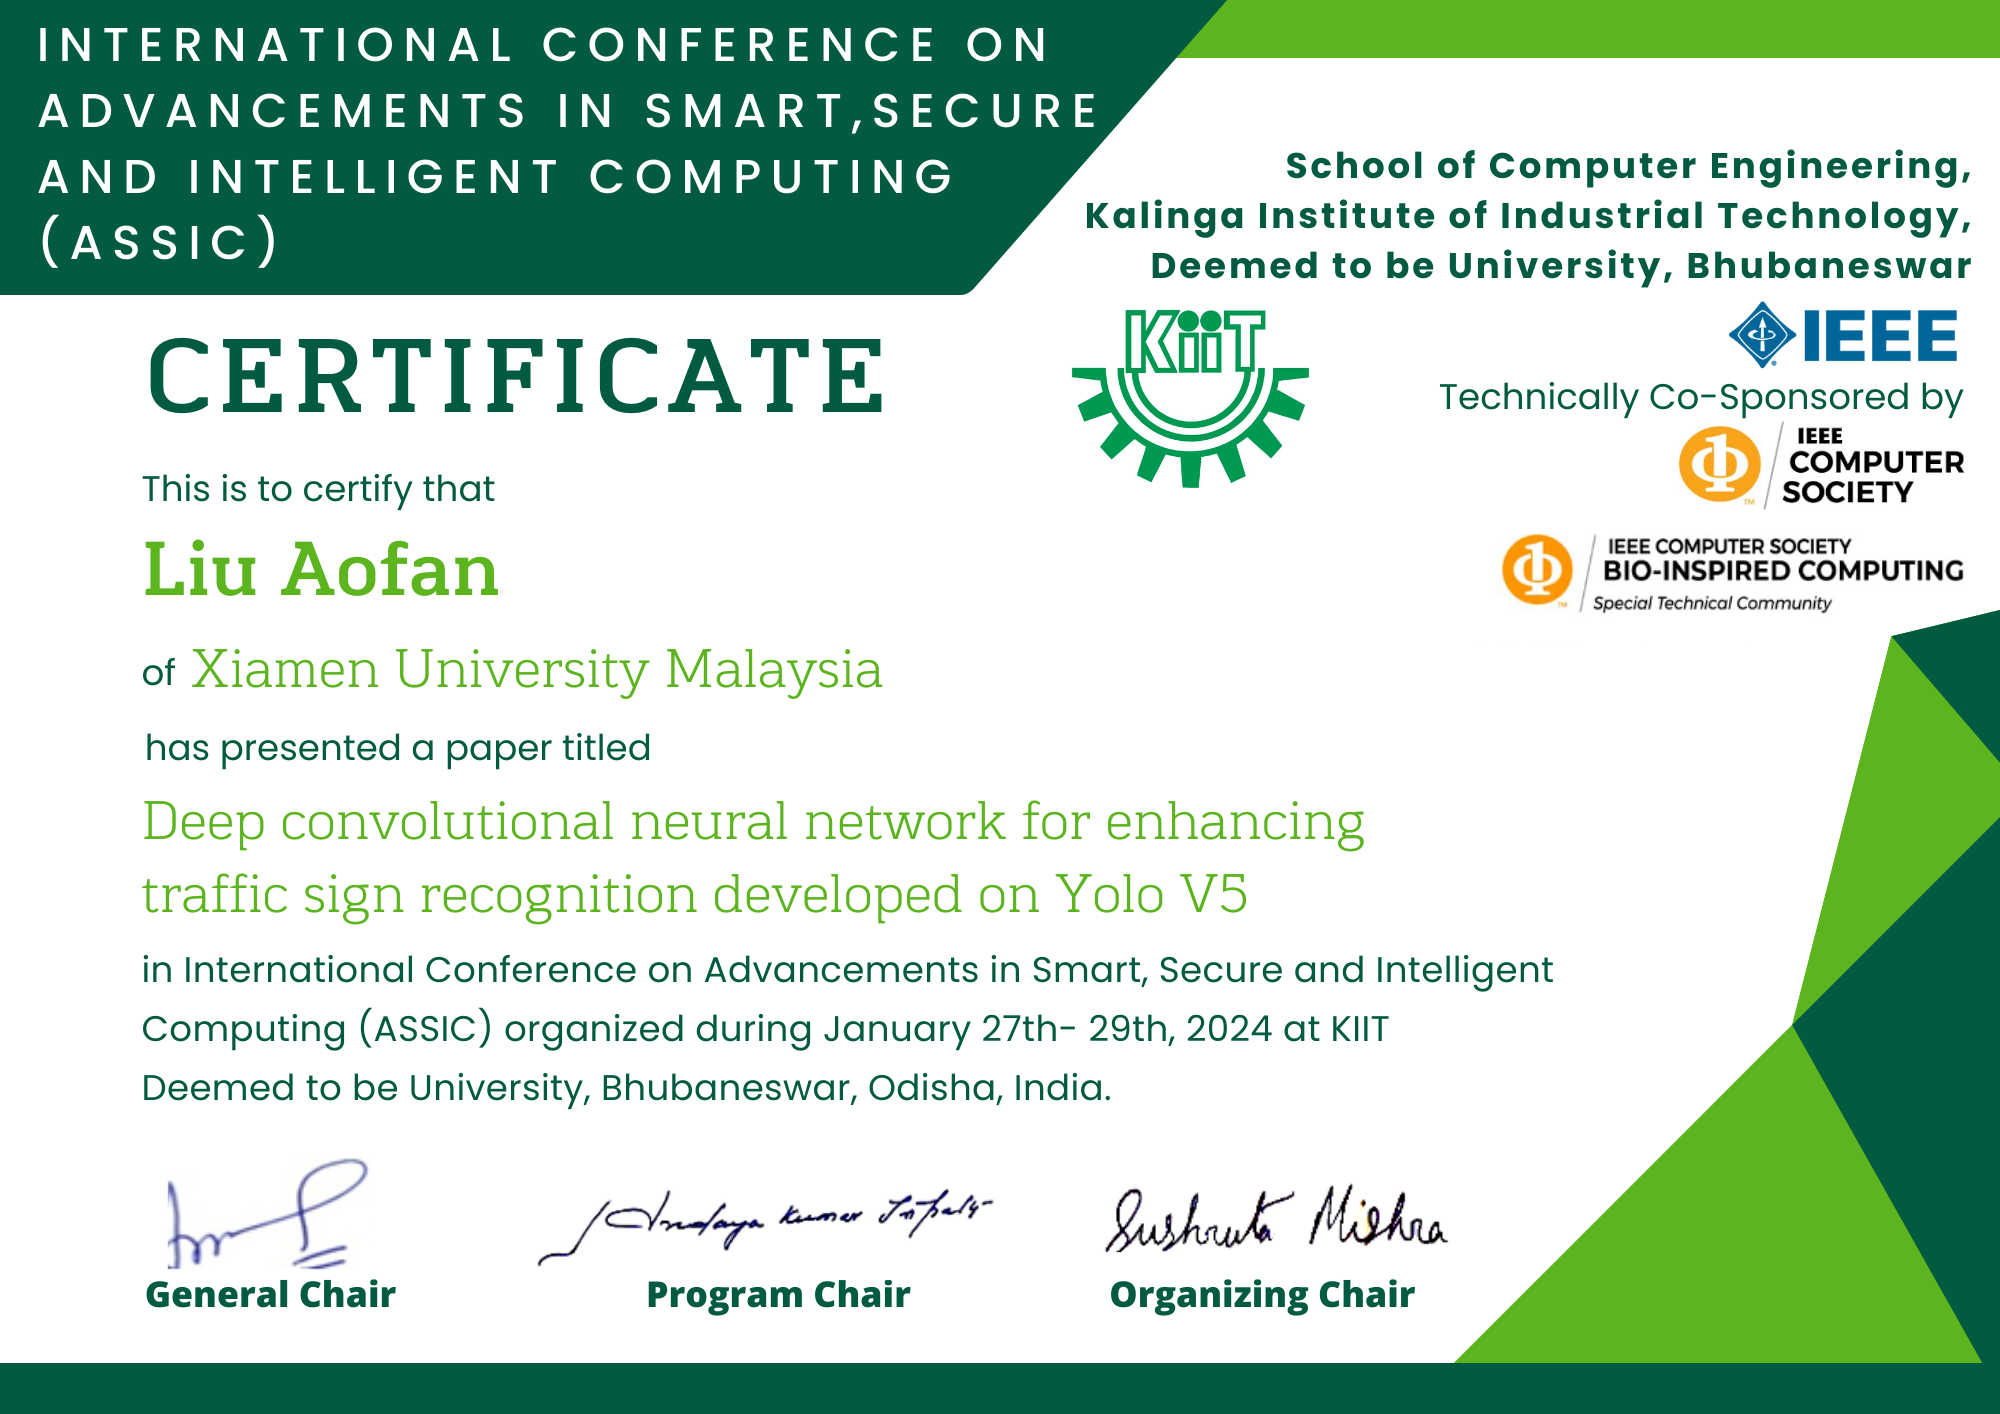 INTERNATIONAL CONFERENCE ON
ADVANCEMENTS IN SMART,SECURE
AND INTELLIGENT COMPUTING
(ASSIC)
School of Computer Engineering,
Kalinga Institute of Industrial Technology,
Deemed to be University, Bhubaneswar
KiiT
IEEE
Technically Co-Sponsored by
IEEE
COMPUTER
SOCIETY
TM
IEEE COMPUTER SOCIETY
BIO-INSPIRED COMPUTING
Special Technical Community
TM
CERTIFICATE
This is to certify that
Liu Aofan
of Xiamen University Malaysia
has presented a paper titled
Deep convolutional neural network for enhancing
traffic sign recognition developed on Yolo V5
in International Conference on Advancements in Smart, Secure and Intelligent
Computing (ASSIC) organized during January 27th- 29th, 2024 at KIIT
Deemed to be University, Bhubaneswar, Odisha, India.
Kumar
Sushruta Mishra
General Chair
Program Chair
Organizing Chair